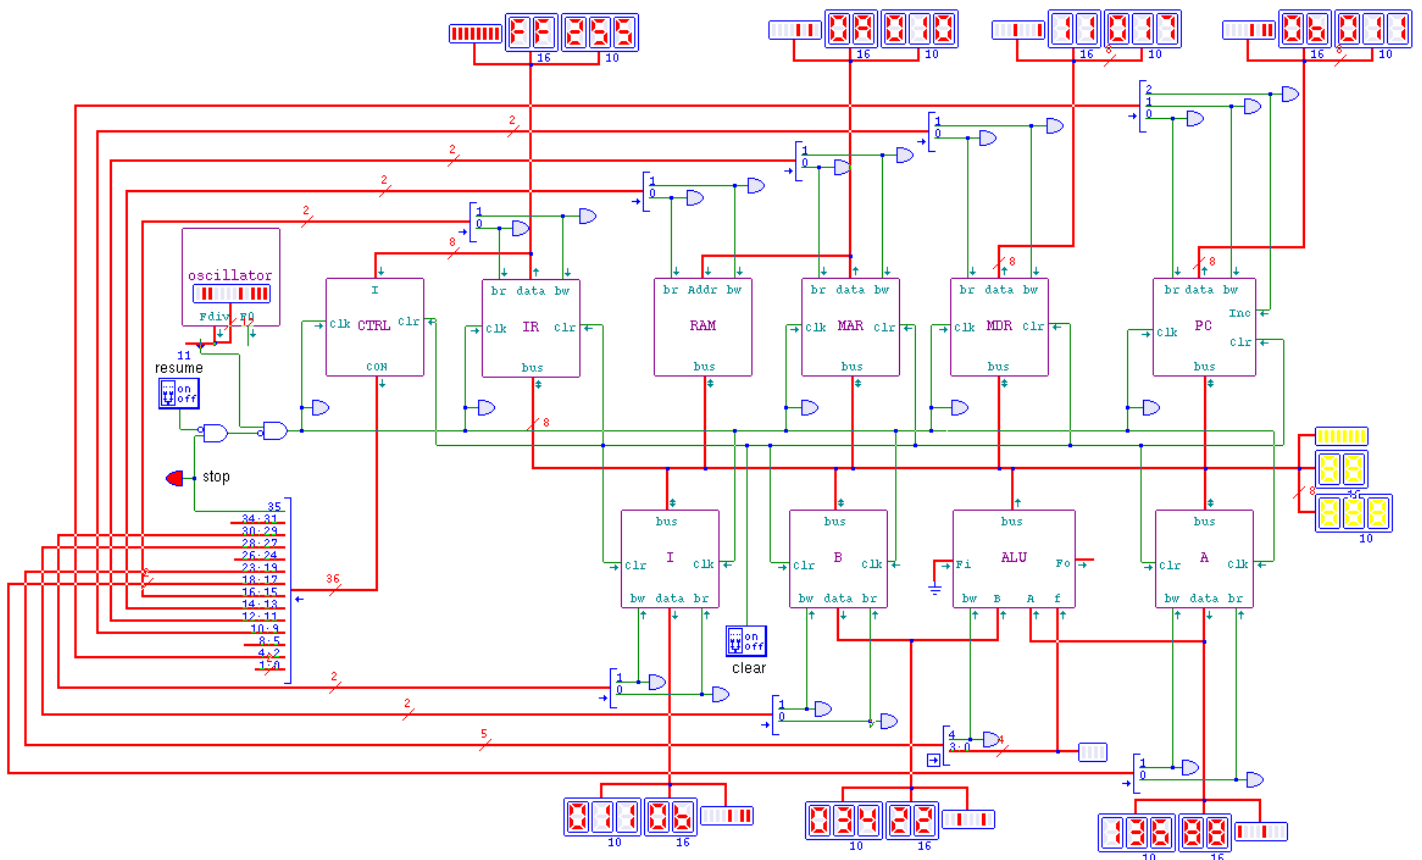 FF 255 0A 010 11 017 0b 011
16 10 16 10 8 16 10 8 16 10
2
1
0
2 1
0
2 1
0
2 1
0
2 1
0
8
8
8
oscillator
Fdiv F0
11
I
CTRL
Clk Clr
CON
br data bw
IR
Clk Clr
bus
br Addr bw
RAM
bus
br data bw
MAR
Clk Clr
bus
br data bw
MDR
Clk Clr
bus
br data bw
Inc
PC
Clk Clr
bus
resume
on
off
8
stop
8
16
10
35
34:31
30:29
28:27
26:24
23:19
18:17
16:15
14:13
12:11
10:9
8:5
4:2
1:0
36
bus
I
Clr Clk
bw data br
bus
B
Clr Clk
bw data br
bus
ALU
Fi Fo
bw B A f
bus
A
Clr Clk
bw data br
on
off
clear
2 1
0
2 1
0
5 4
3:0
4
1
0
011 0b 034 22 136 88
10 16 10 16 10 16